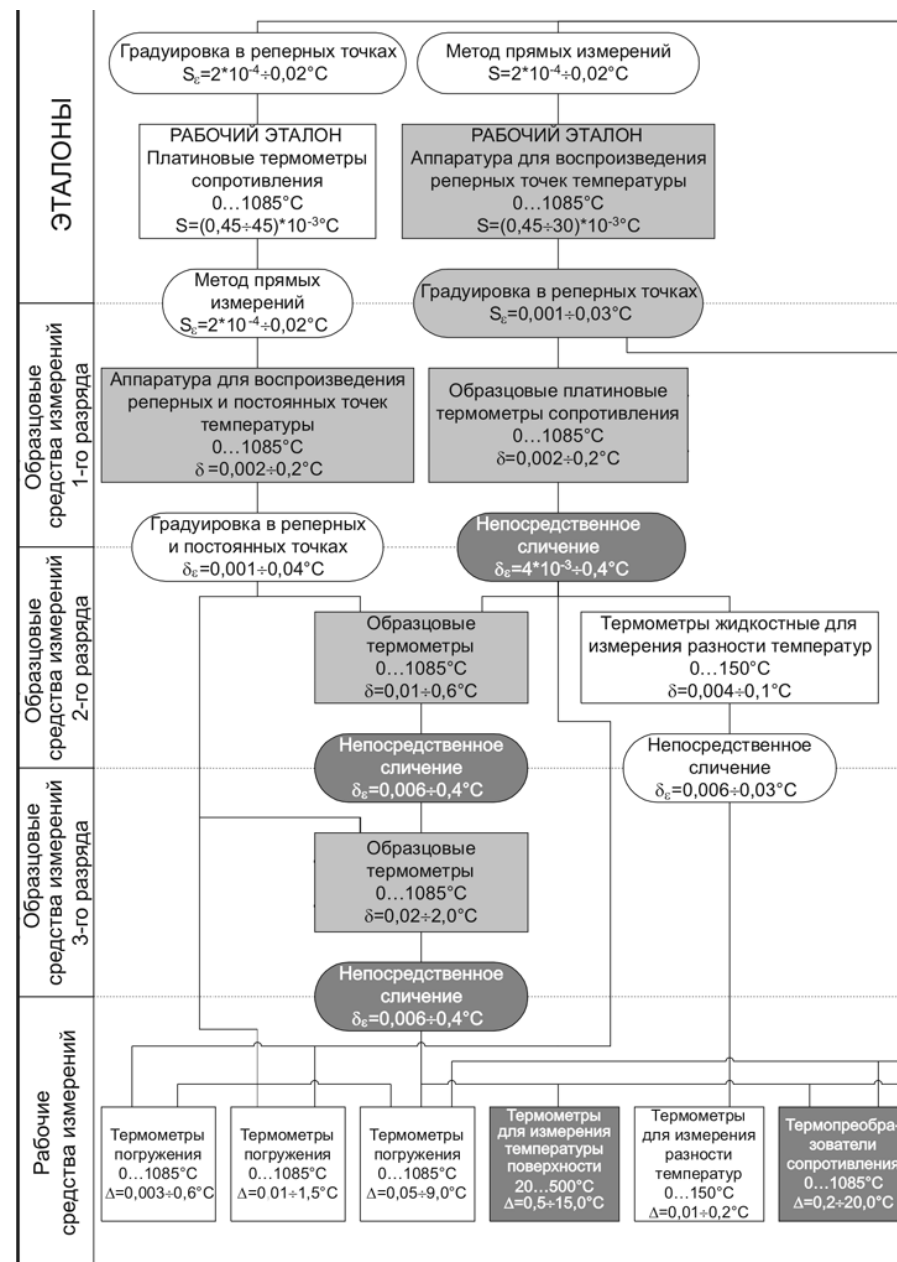 ЭТАЛОНЫ
Градуировка в реперных точках
Sε=2*10⁻⁴÷0,02°C
Метод прямых измерений
S=2*10⁻⁴÷0,02°C
РАБОЧИЙ ЭТАЛОН
Платиновые термометры
сопротивления
0…1085°C
S=(0,45÷45)*10⁻³°C
РАБОЧИЙ ЭТАЛОН
Аппаратура для воспроизведения
реперных точек температуры
0…1085°C
S=(0,45÷30)*10⁻³°C
Метод прямых
измерений
Sε=2*10⁻⁴÷0,02°C
Градуировка в реперных точках
Sε=0,001÷0,03°C
Образцовые
средства измерений
1-го разряда
Аппаратура для воспроизведения
реперных и постоянных точек
температуры
0…1085°C
δ =0,002÷0,2°C
Образцовые платиновые
термометры сопротивления
0…1085°C
δ=0,002÷0,2°C
Градуировка в реперных
и постоянных точках
δε=0,001÷0,04°C
Непосредственное
сличение
δε=4*10⁻³÷0,4°C
Образцовые
средства измерений
2-го разряда
Образцовые
термометры
0…1085°C
δ=0,01÷0,6°C
Термометры жидкостные для
измерения разности температур
0…150°C
δ=0,004÷0,1°C
Непосредственное
сличение
δε=0,006÷0,4°C
Непосредственное
сличение
δε=0,006÷0,03°C
Образцовые
средства измерений
3-го разряда
Образцовые
термометры
0…1085°C
δ=0,02÷2,0°C
Непосредственное
сличение
δε=0,006÷0,4°C
Рабочие
средства измерений
Термометры
погружения
0…1085°C
Δ=0,003÷0,6°C
Термометры
погружения
0…1085°C
Δ=0.01÷1,5°C
Термометры
погружения
0…1085°C
Δ=0,05÷9,0°C
Термометры
для измерения
температуры
поверхности
20…500°C
Δ=0,5÷15,0°C
Термометры
для измерения
разности
температур
0…150°C
Δ=0,01÷0,2°C
Термопреобра-
зователи
сопротивления
0…1085°C
Δ=0,2÷20,0°C